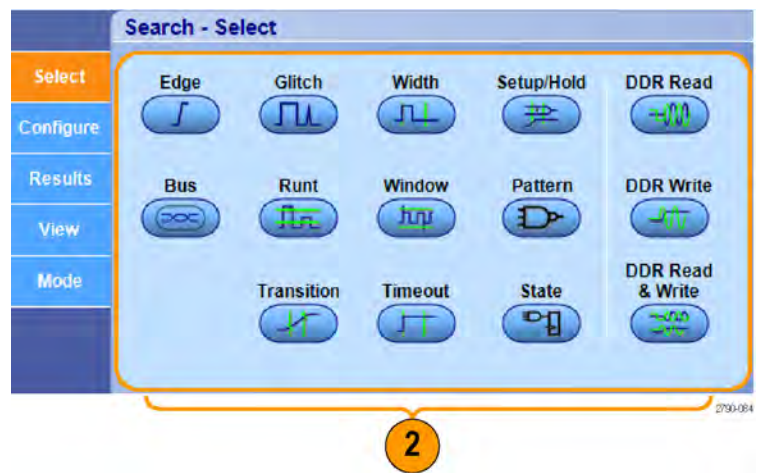 Search - Select
Select
Configure
Results
View
Mode
Edge
Glitch
Width
Setup/Hold
DDR Read
Bus
Runt
Window
Pattern
DDR Write
Transition
Timeout
State
DDR Read
& Write
2790-084
2